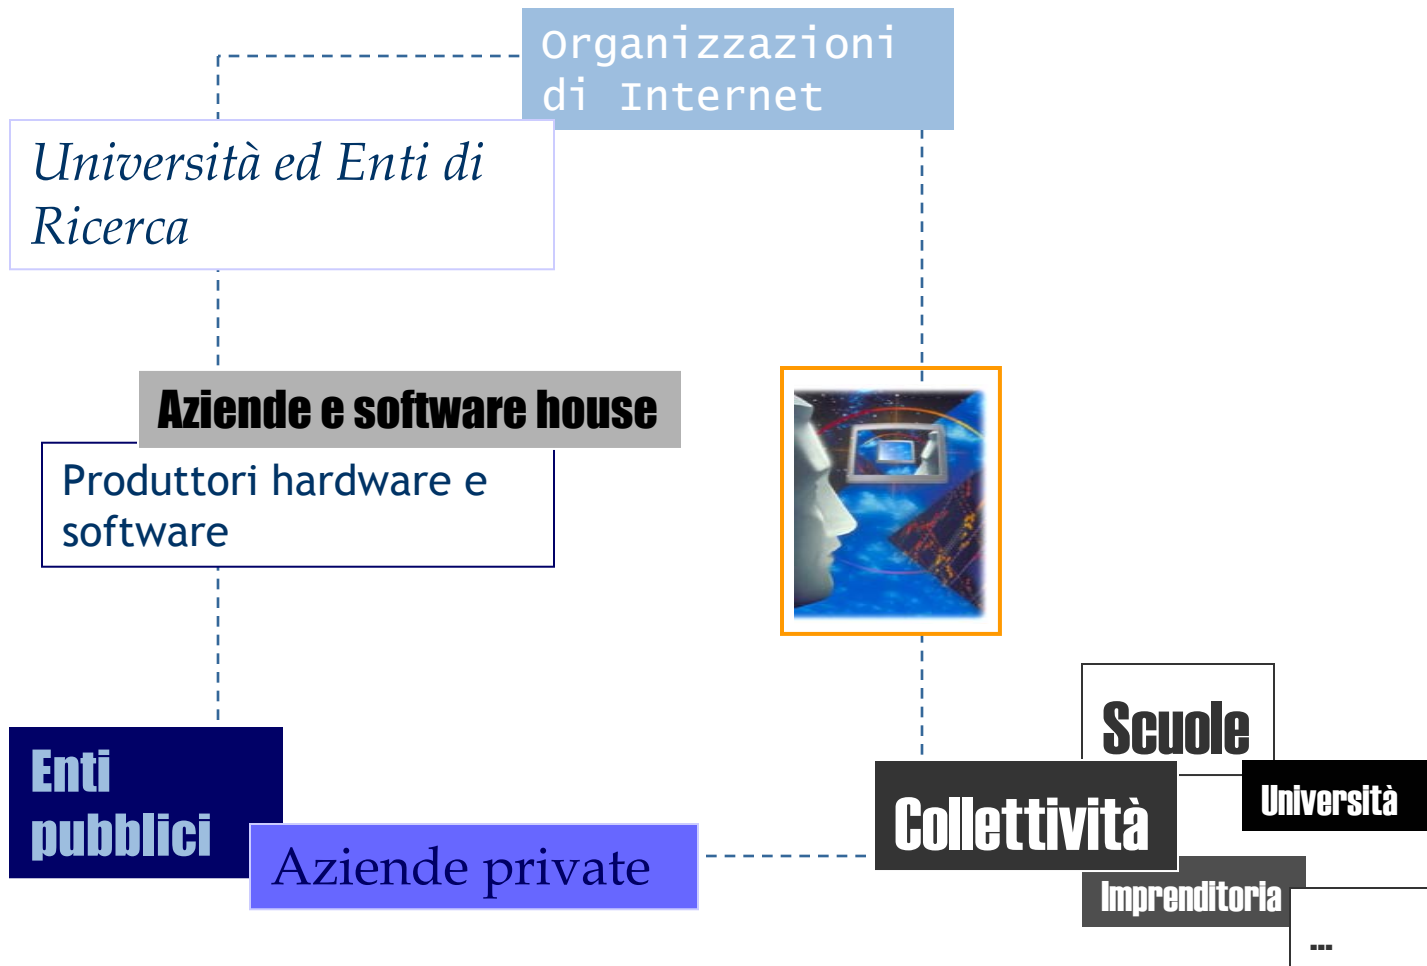 Organizzazioni
di Internet
Università ed Enti di
Ricerca
Aziende e software house
Produttori hardware e
software
Enti
pubblici
Aziende private
Scuole
Università
Collettività
Imprenditoria
...